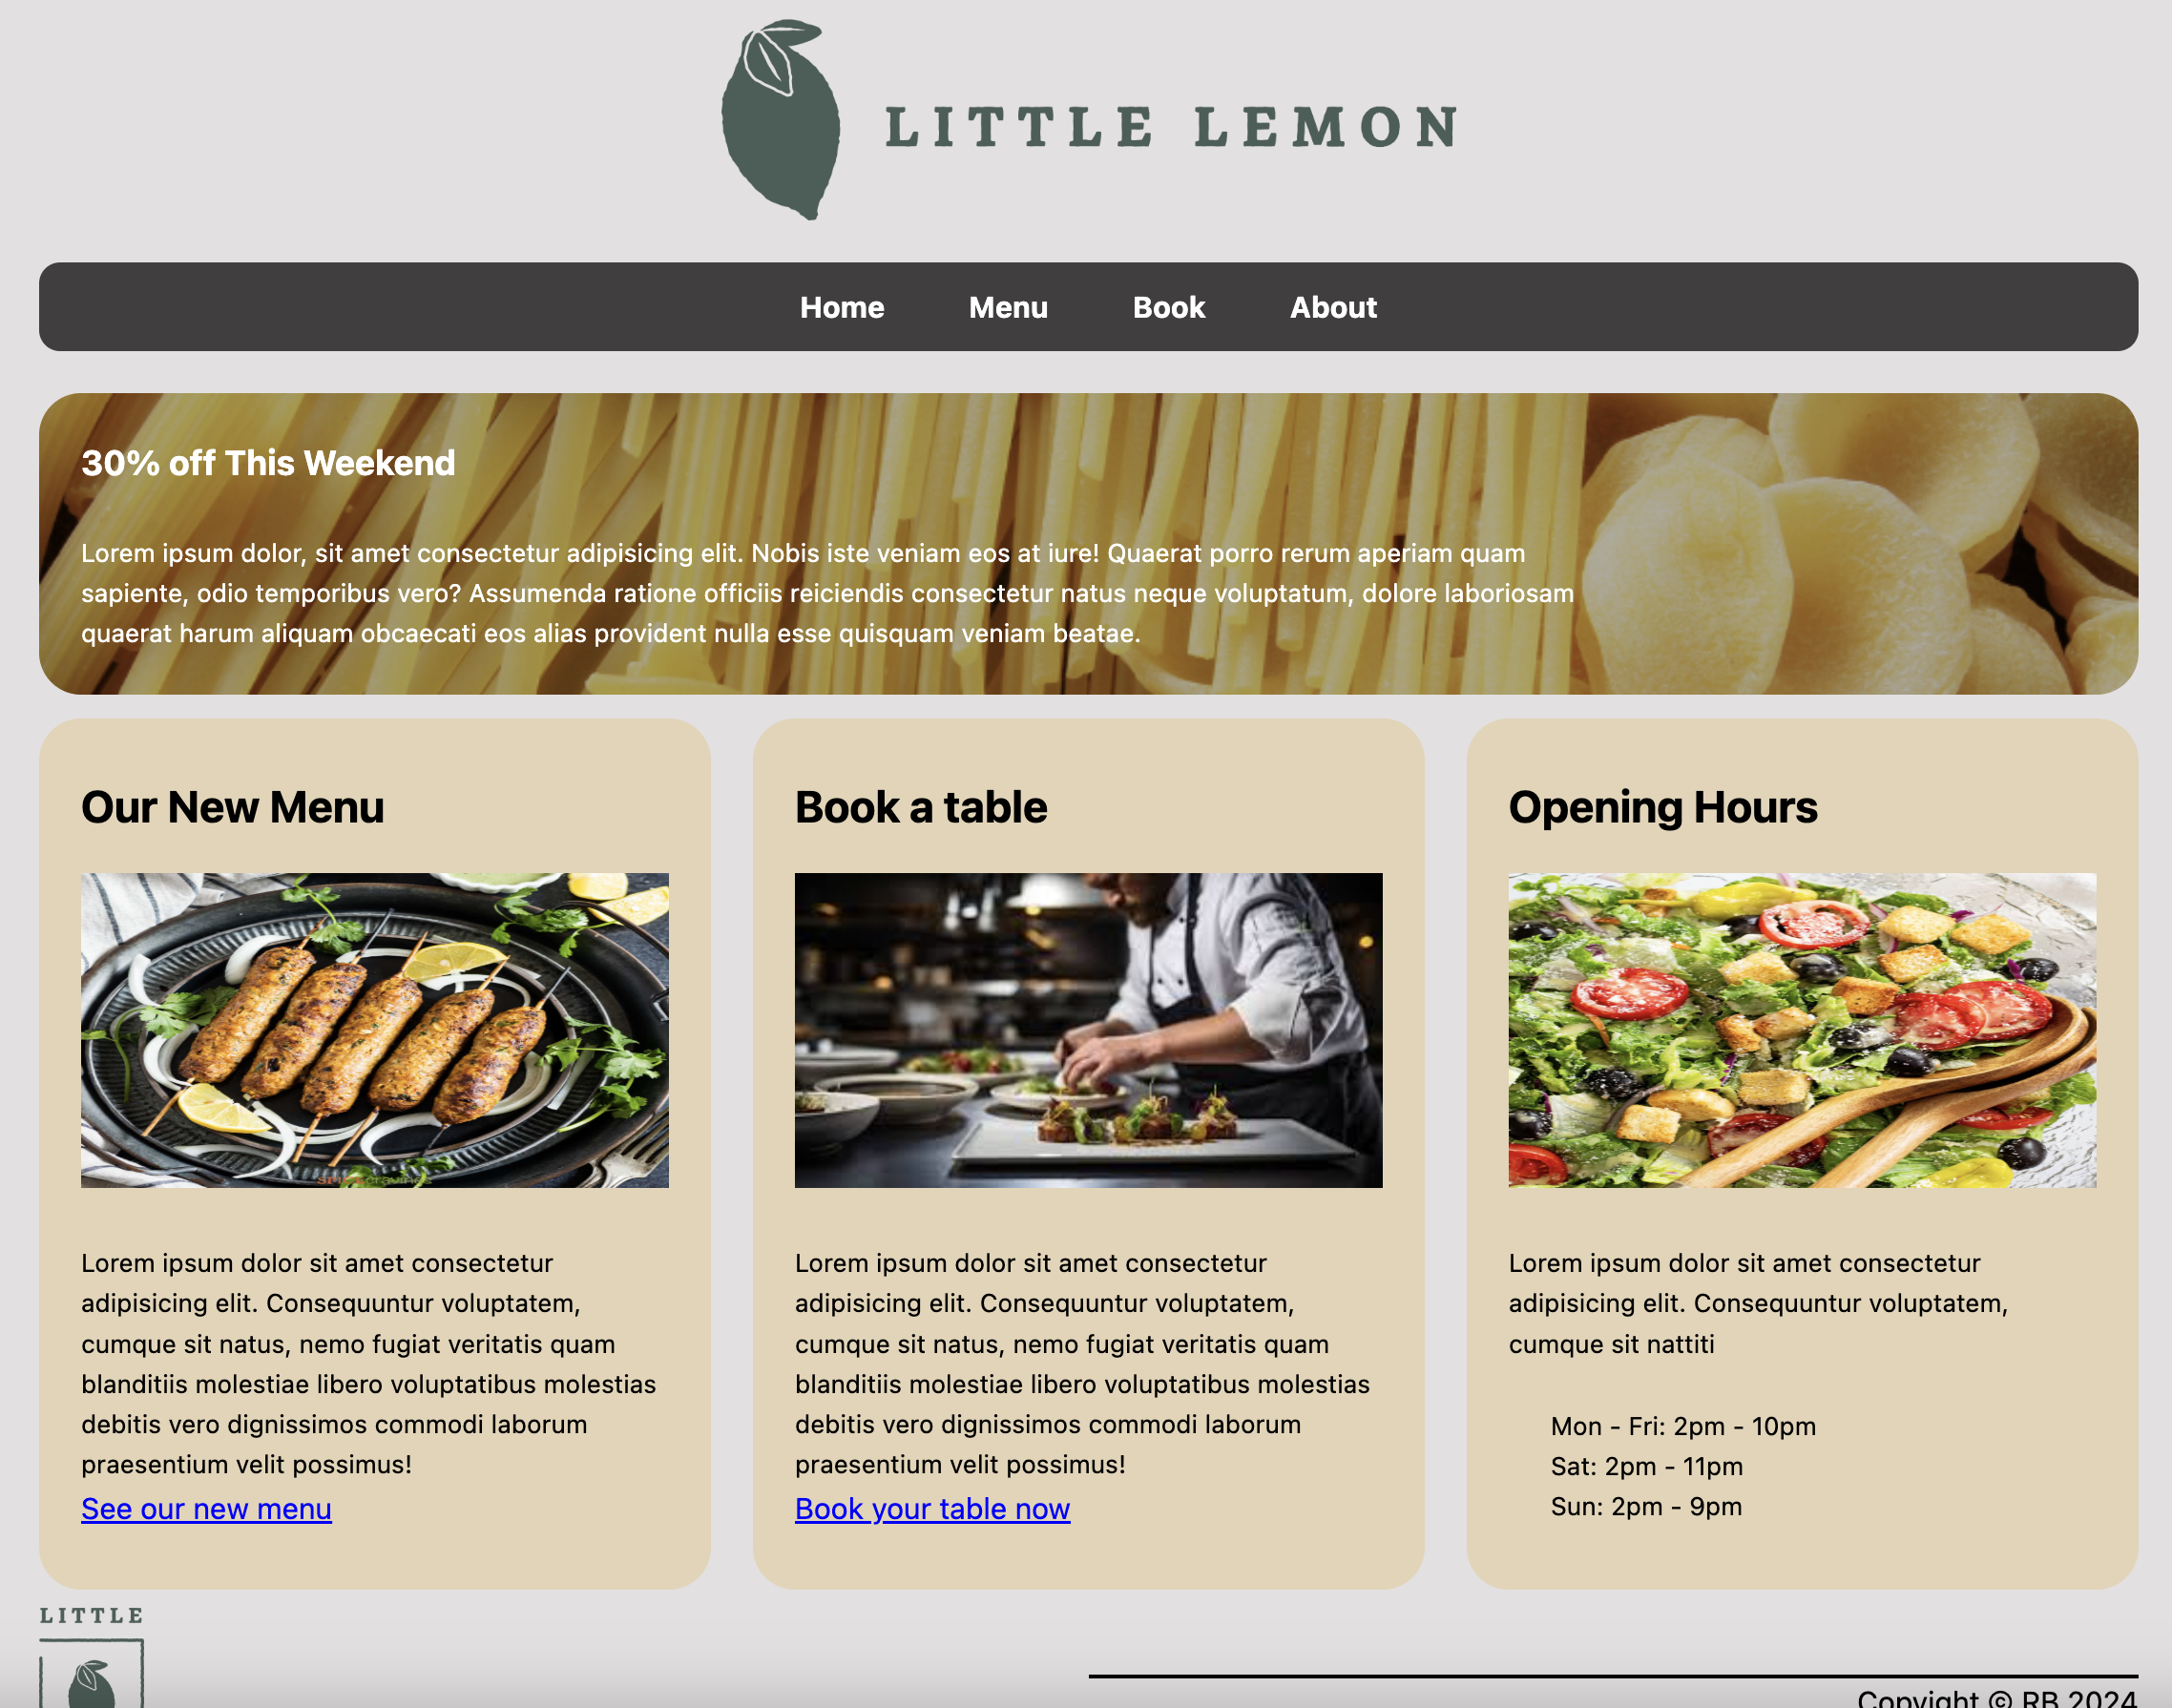 LITTLE LEMON
Home Menu Book About
30% off This Weekend
Lorem ipsum dolor, sit amet consectetur adipisicing elit. Nobis iste veniam eos at iure! Quaerat porro rerum aperiam quam
sapiente, odio temporibus vero? Assumenda ratione officiis reiciendis consectetur natus neque voluptatum, dolore laboriosam
quaerat harum aliquam obcaecati eos alias provident nulla esse quisquam veniam beatae.
Our New Menu
Lorem ipsum dolor sit amet consectetur
adipisicing elit. Consequuntur voluptatem,
cumque sit natus, nemo fugiat veritatis quam
blanditiis molestiae libero voluptatibus molestias
debitis vero dignissimos commodi laborum
praesentium velit possimus!
See our new menu
Book a table
Lorem ipsum dolor sit amet consectetur
adipisicing elit. Consequuntur voluptatem,
cumque sit natus, nemo fugiat veritatis quam
blanditiis molestiae libero voluptatibus molestias
debitis vero dignissimos commodi laborum
praesentium velit possimus!
Book your table now
Opening Hours
Lorem ipsum dolor sit amet consectetur
adipisicing elit. Consequuntur voluptatem,
cumque sit nattiti
Mon - Fri: 2pm - 10pm
Sat: 2pm - 11pm
Sun: 2pm - 9pm
LITTLE
Copyright © RB 2024